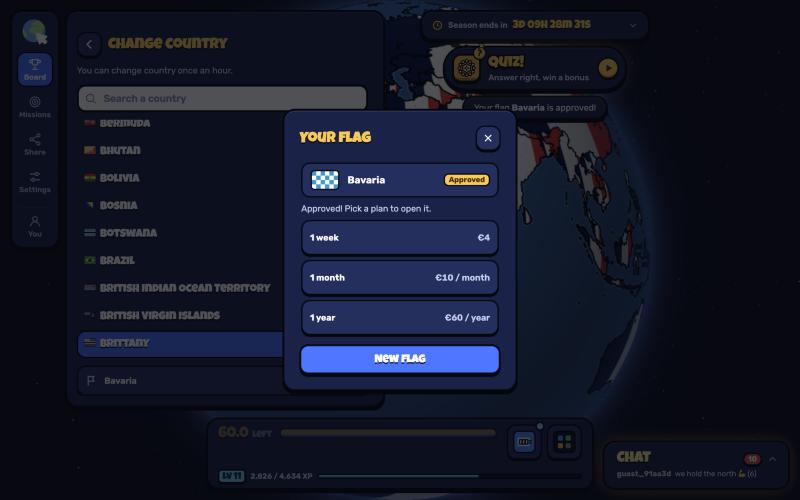 Board
Missions
Share
Settings
You
CHANGE COUNTRY
You can change country once an hour.
Search a country
BERMUDA
BHUTAN
BOLIVIA
BOSNIA
BOTSWANA
BRAZIL
BRITISH INDIAN OCEAN TERRITORY
BRITISH VIRGIN ISLANDS
BRITTANY
Bavaria
Season ends in 3D 09H 28M 31S
?
QUIZ!
Answer right, win a bonus
Your flag Bavaria is approved!
YOUR FLAG
Bavaria
Approved
Approved! Pick a plan to open it.
1 week €4
1 month €10 / month
1 year €60 / year
NEW FLAG
60.0 LEFT
LV 11 2,826 / 4,634 XP
CHAT 10
guest_91aa3d we hold the north 💪 (6)